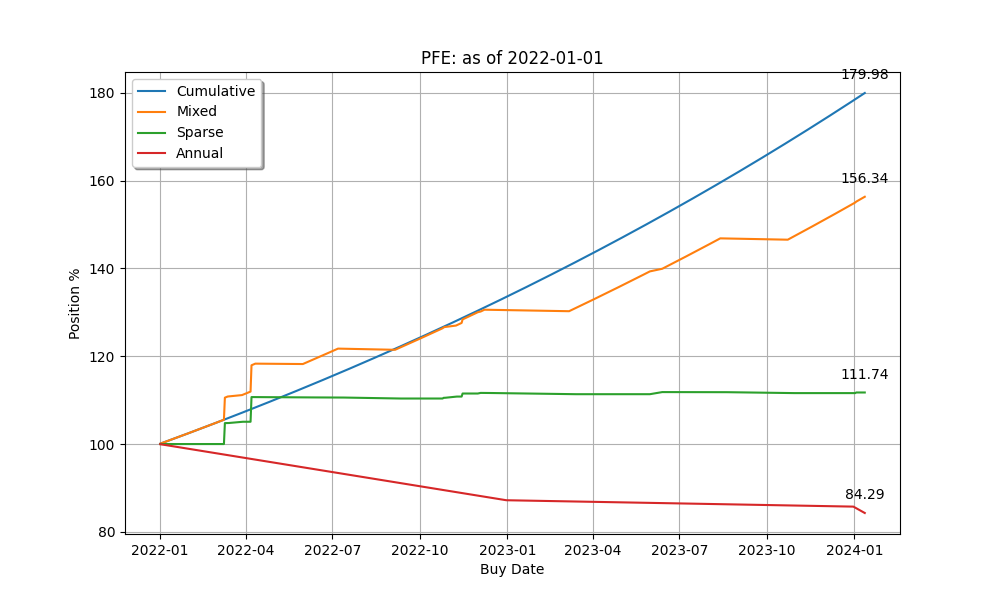 PFE: as of 2022-01-01
Cumulative
Mixed
Sparse
Annual
179.98
156.34
111.74
84.29
Position %
180
160
140
120
100
80
2022-01 2022-04 2022-07 2022-10 2023-01 2023-04 2023-07 2023-10 2024-01
Buy Date